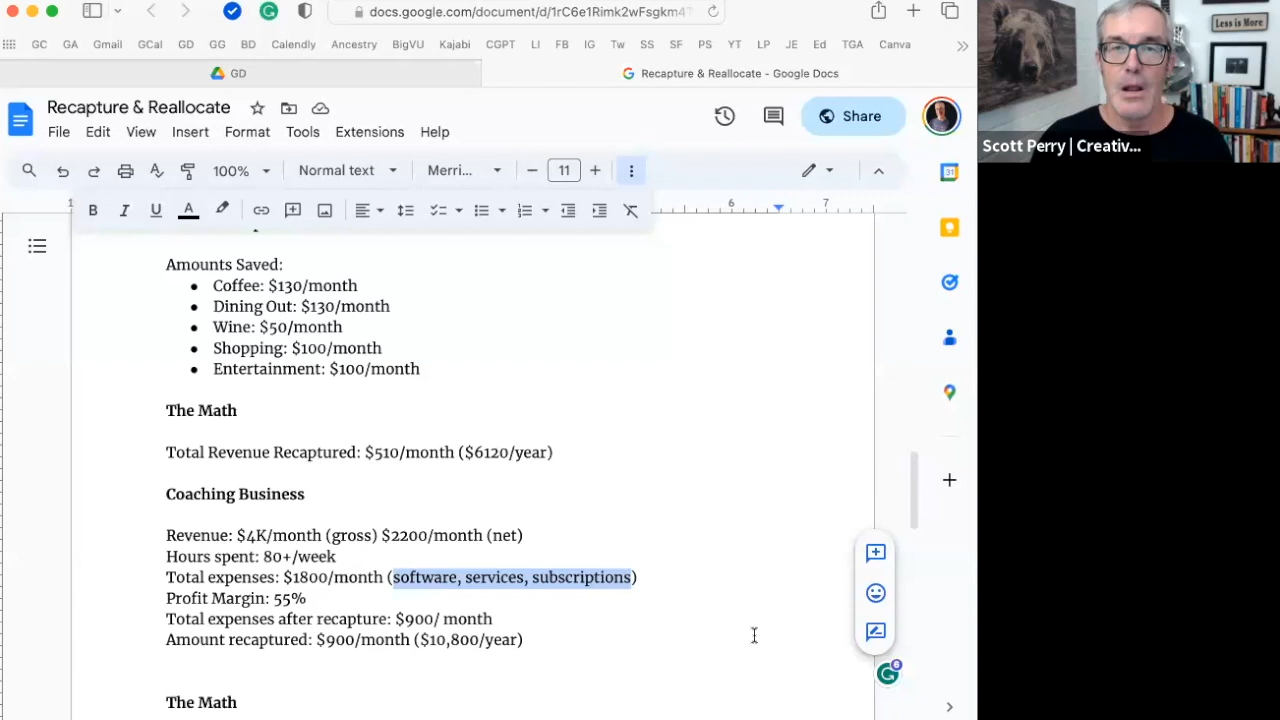 docs.google.com/document/d/1rC6e1Rimk2wFsgkm4T
GC GA Gmail GCal GD GG BD Calendly Ancestry BigVU Kajabi CGPT LI FB IG Tw SS SF PS YT LP JE Ed TGA Canva
GD
Recapture & Reallocate - Google Docs
Recapture & Reallocate
File Edit View Insert Format Tools Extensions Help
Share
100% Normal text Merri... 11
1 6 7
Amounts Saved:
● Coffee: $130/month
● Dining Out: $130/month
● Wine: $50/month
● Shopping: $100/month
● Entertainment: $100/month
The Math
Total Revenue Recaptured: $510/month ($6120/year)
Coaching Business
Revenue: $4K/month (gross) $2200/month (net)
Hours spent: 80+/week
Total expenses: $1800/month (software, services, subscriptions)
Profit Margin: 55%
Total expenses after recapture: $900/ month
Amount recaptured: $900/month ($10,800/year)
The Math
31
6
Less is More
Scott Perry | Creativ...